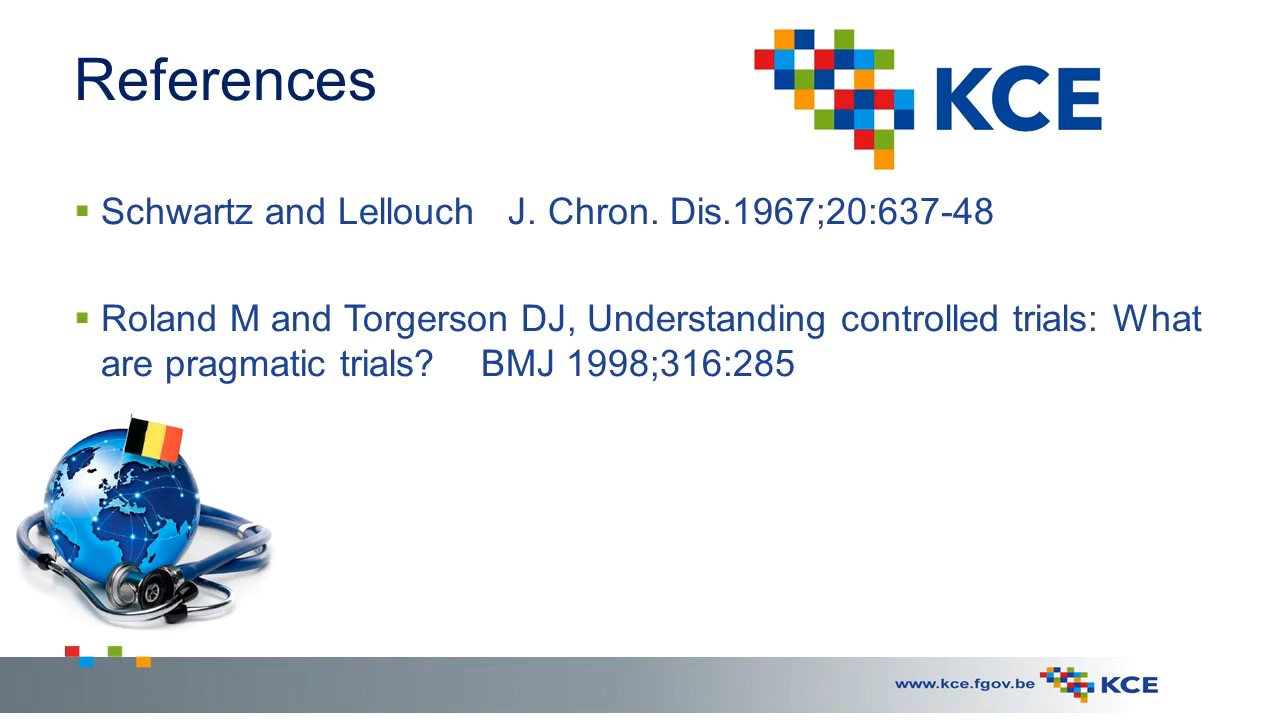 References
KCE
Schwartz and Lellouch J. Chron. Dis.1967;20:637-48
Roland M and Torgerson DJ, Understanding controlled trials: What
are pragmatic trials? BMJ 1998;316:285
www.kce.fgov.be KCE